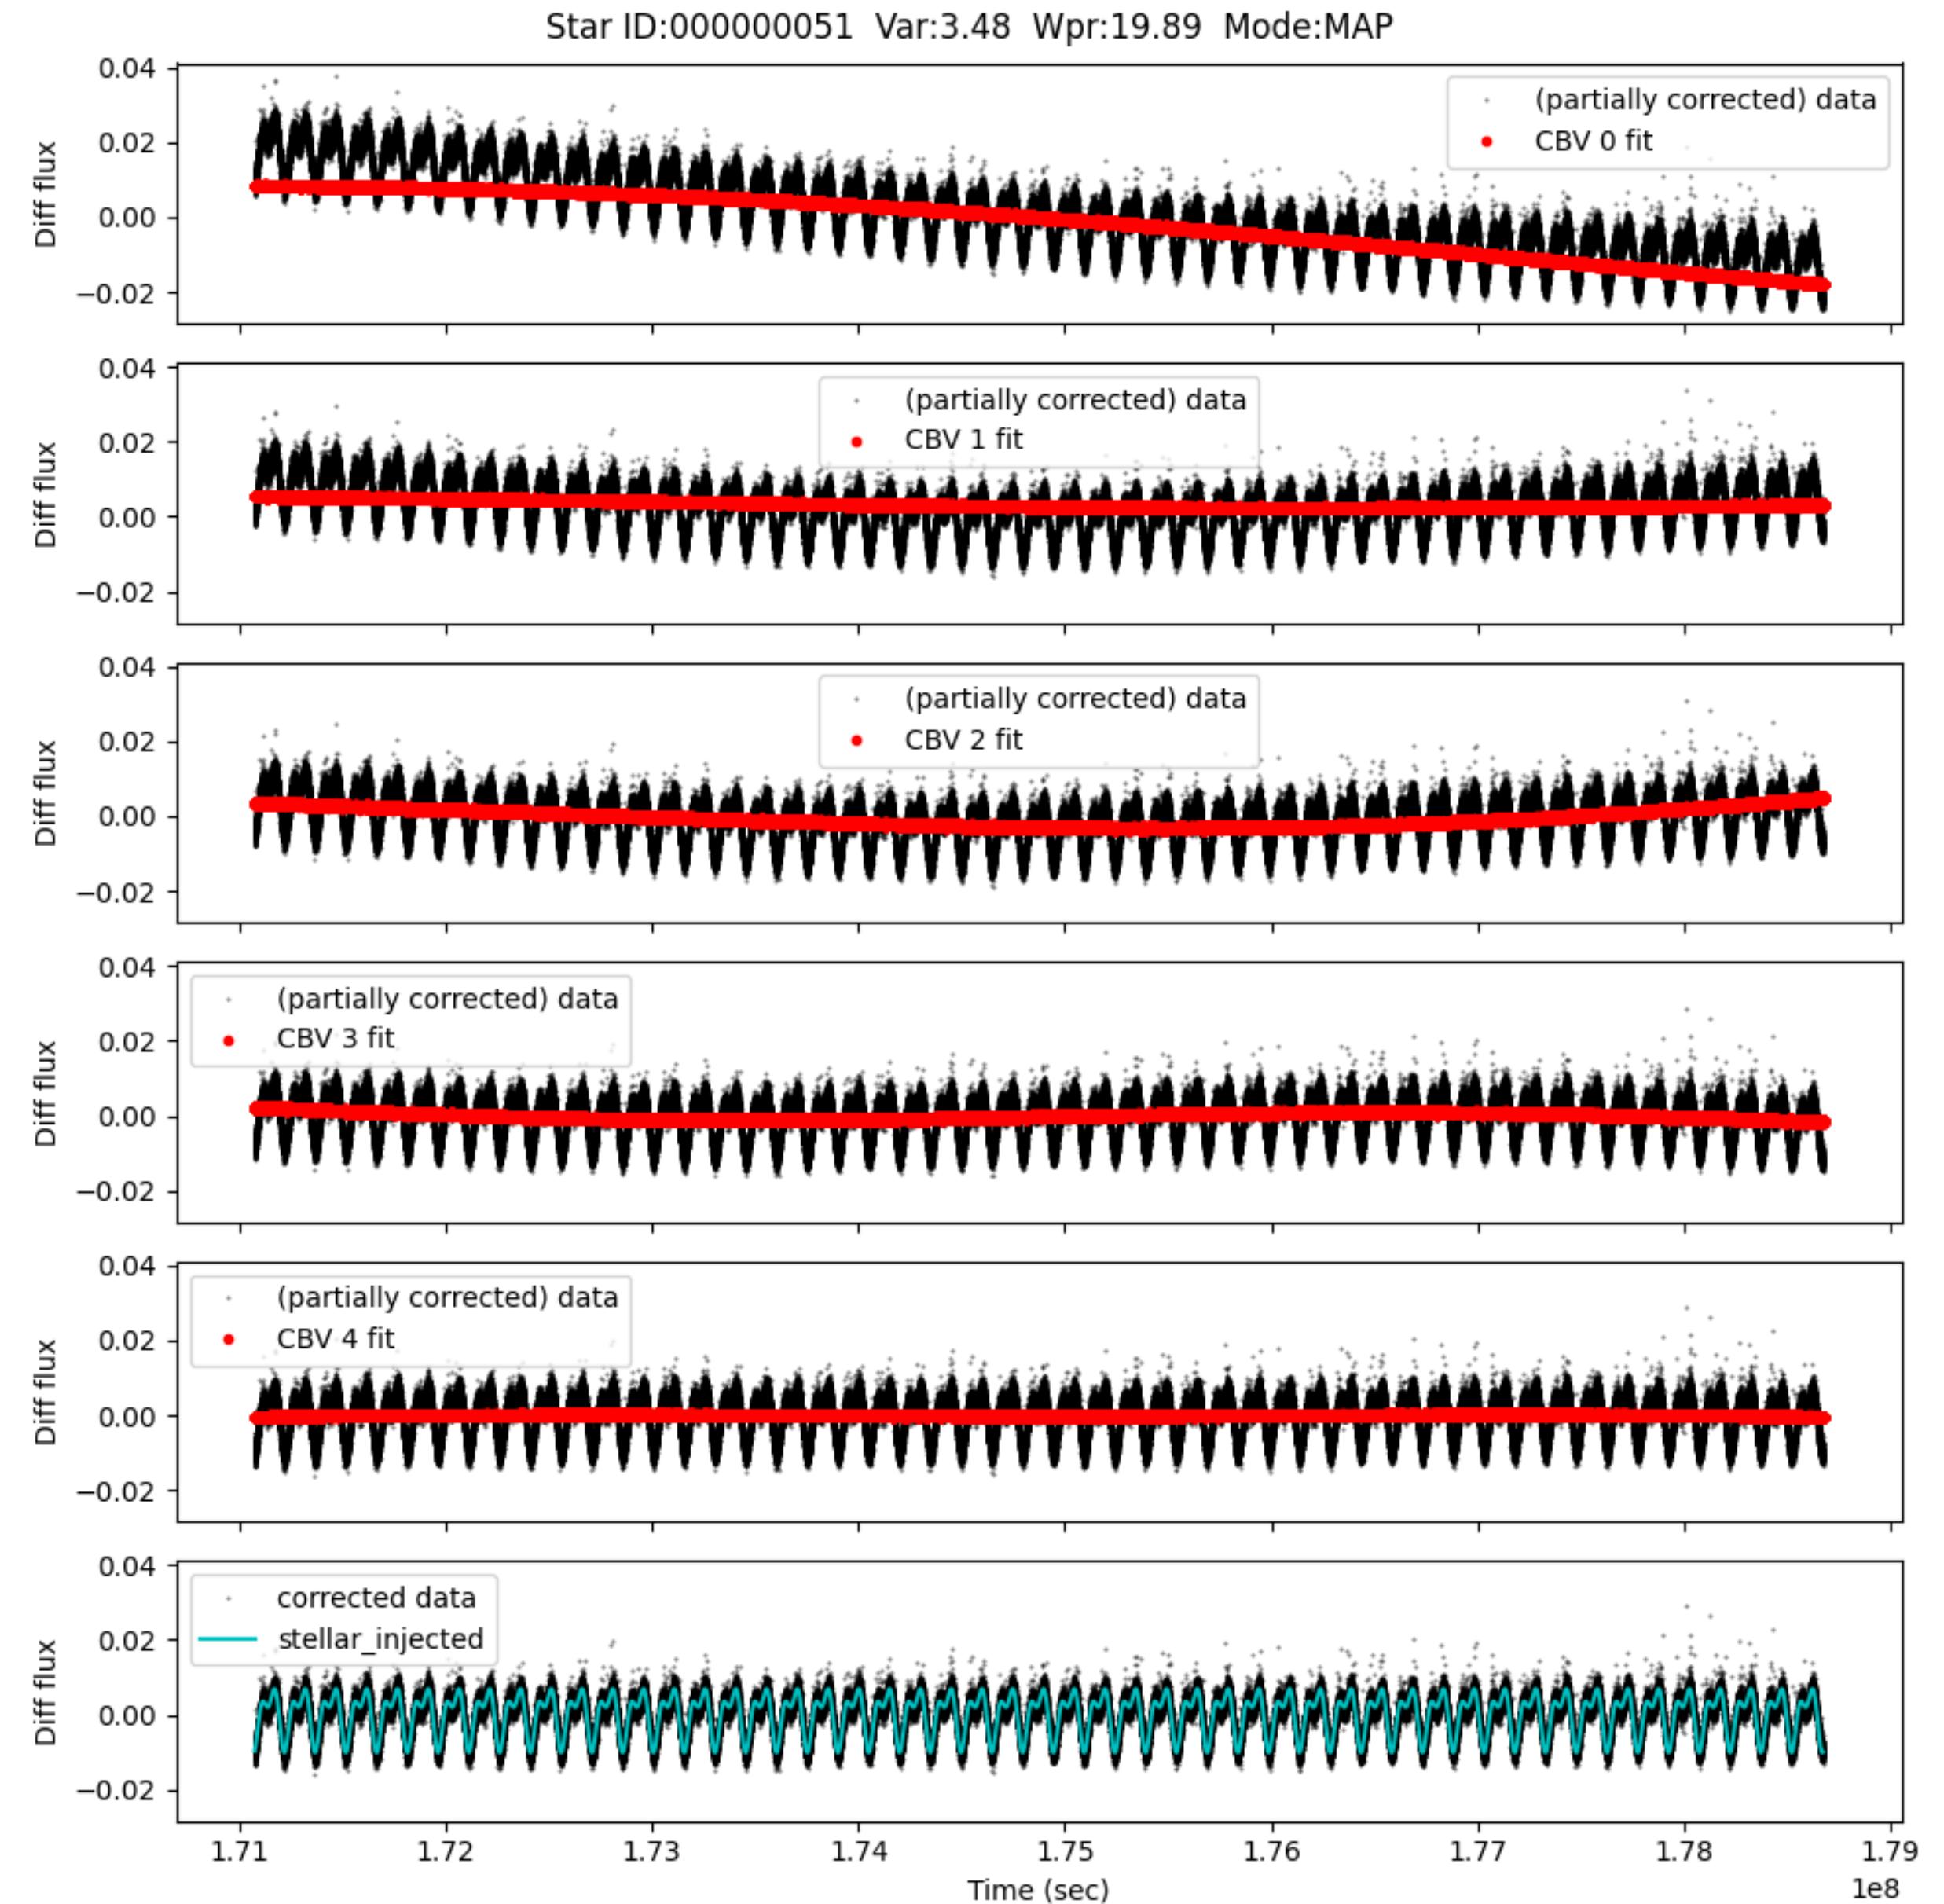 Star ID:000000051  Var:3.48  Wpr:19.89  Mode:MAP
0.04
0.02
0.00
−0.02
Diff flux
(partially corrected) data
CBV 0 fit
0.04
0.02
0.00
−0.02
Diff flux
(partially corrected) data
CBV 1 fit
0.04
0.02
0.00
−0.02
Diff flux
(partially corrected) data
CBV 2 fit
0.04
0.02
0.00
−0.02
Diff flux
(partially corrected) data
CBV 3 fit
0.04
0.02
0.00
−0.02
Diff flux
(partially corrected) data
CBV 4 fit
0.04
0.02
0.00
−0.02
Diff flux
corrected data
stellar_injected
1.71 1.72 1.73 1.74 1.75 1.76 1.77 1.78 1.79
Time (sec)
1e8